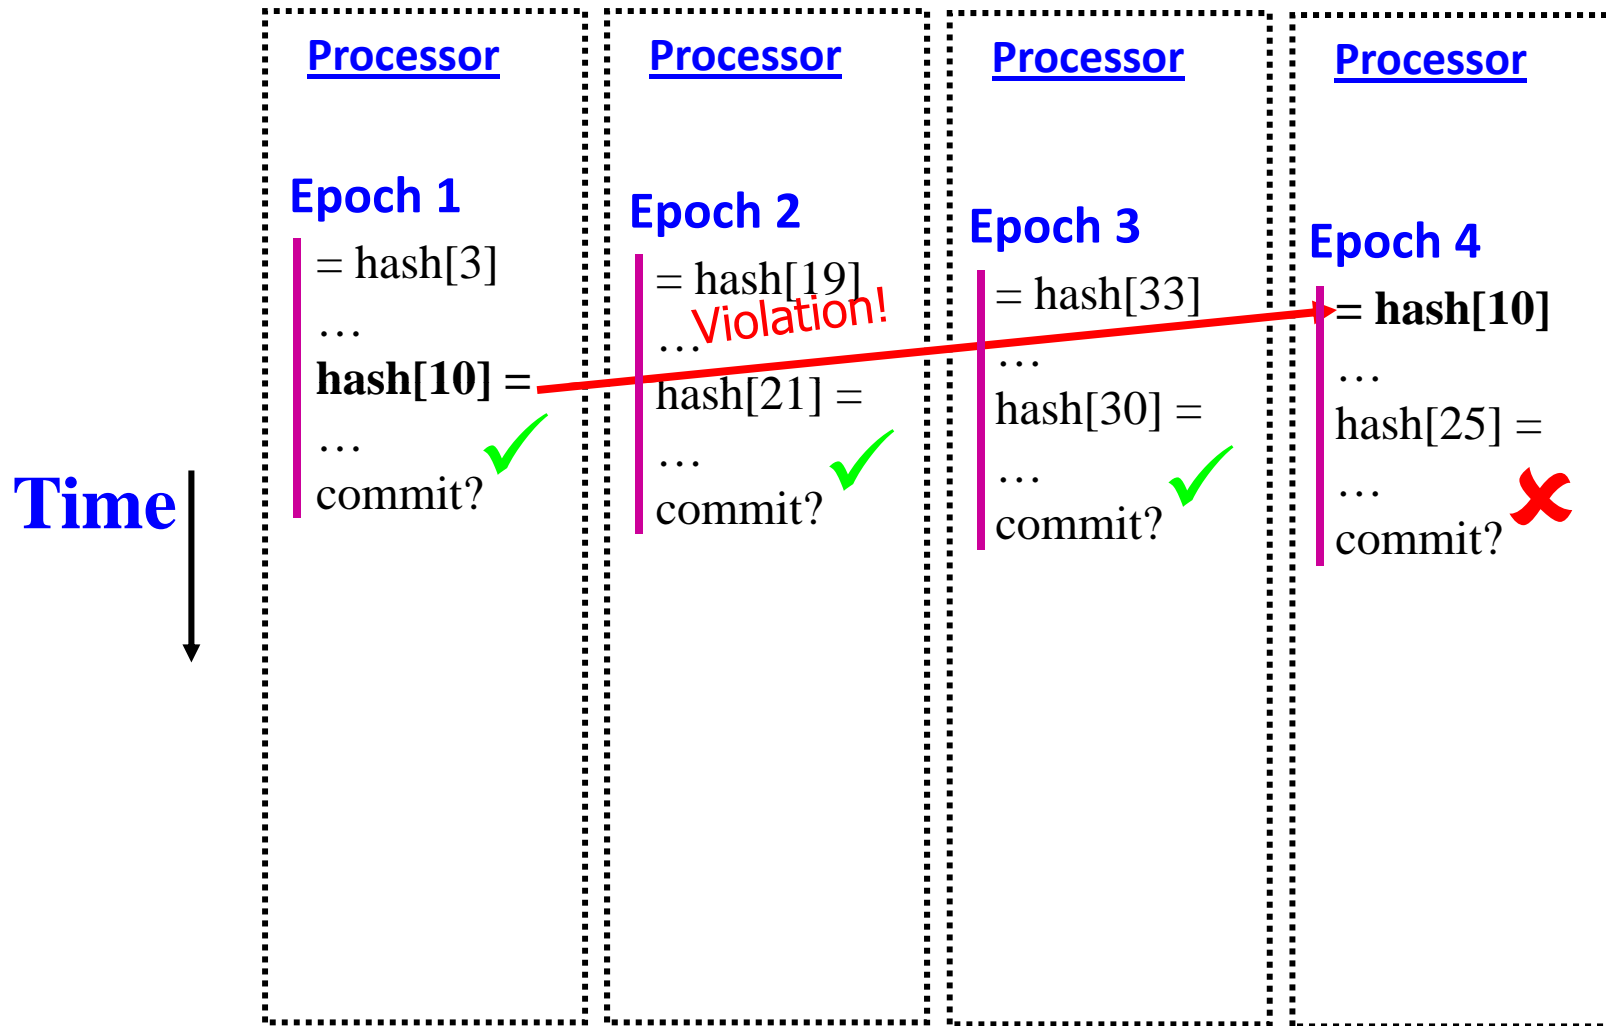 Processor
Processor
Processor
Processor
Epoch 1
= hash[3]
…
hash[10] =
…
commit?
Epoch 2
= hash[19]
Violation!
…
hash[21] =
…
commit?
Epoch 3
= hash[33]
…
hash[30] =
…
commit?
Epoch 4
= hash[10]
…
hash[25] =
…
commit?
Time